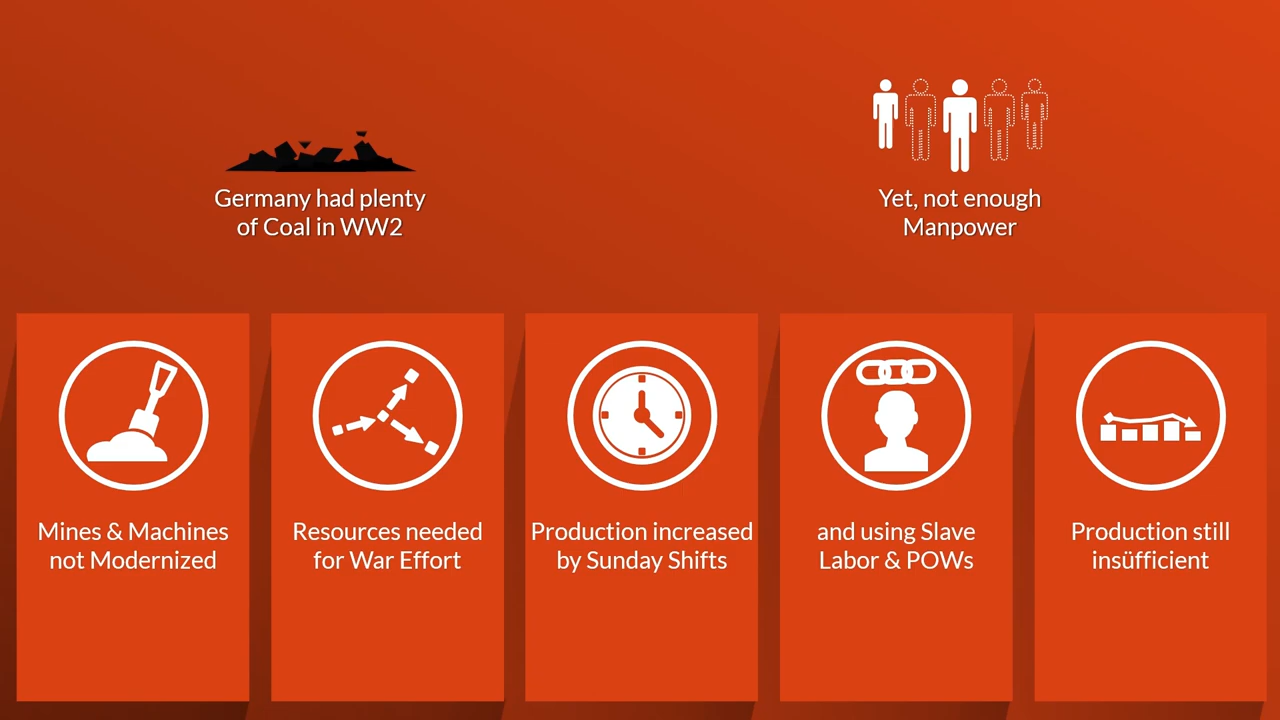 Germany had plenty
of Coal in WW2
Yet, not enough
Manpower
Mines & Machines
not Modernized
Resources needed
for War Effort
Production increased
by Sunday Shifts
and using Slave
Labor & POWs
Production still
insüfficient